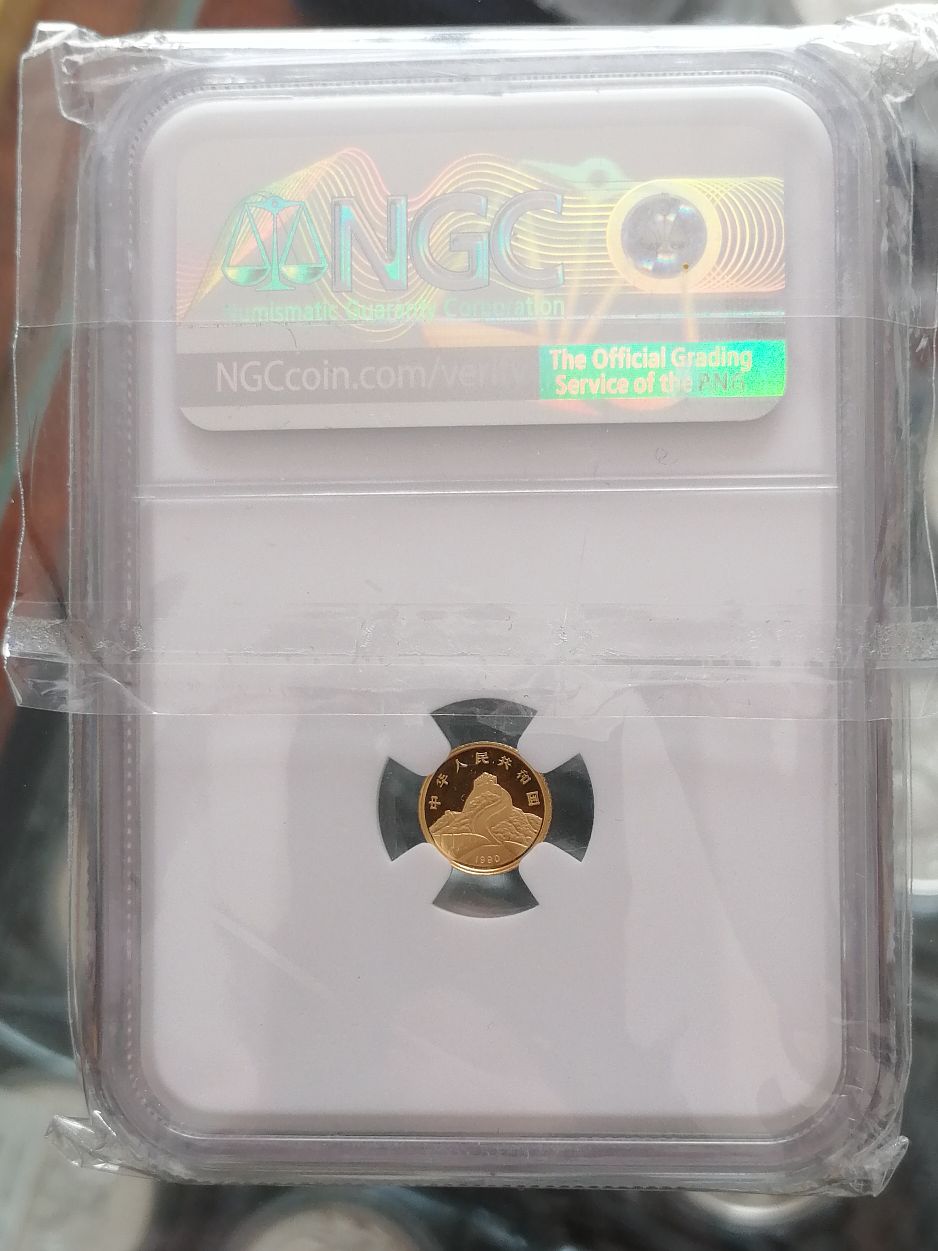 NGC
Numismatic Guaranty Corporation
NGCcoin.com/verify
The Official Grading
Service of the PNG
中华人民共和国
1990